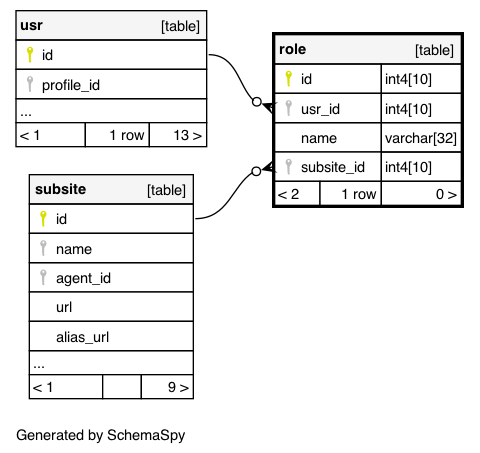 usr [table]
id
profile_id
...
< 1 1 row 13 >
role [table]
id int4[10]
usr_id int4[10]
name varchar[32]
subsite_id int4[10]
< 2 1 row 0 >
subsite [table]
id
name
agent_id
url
alias_url
...
< 1 9 >
Generated by SchemaSpy